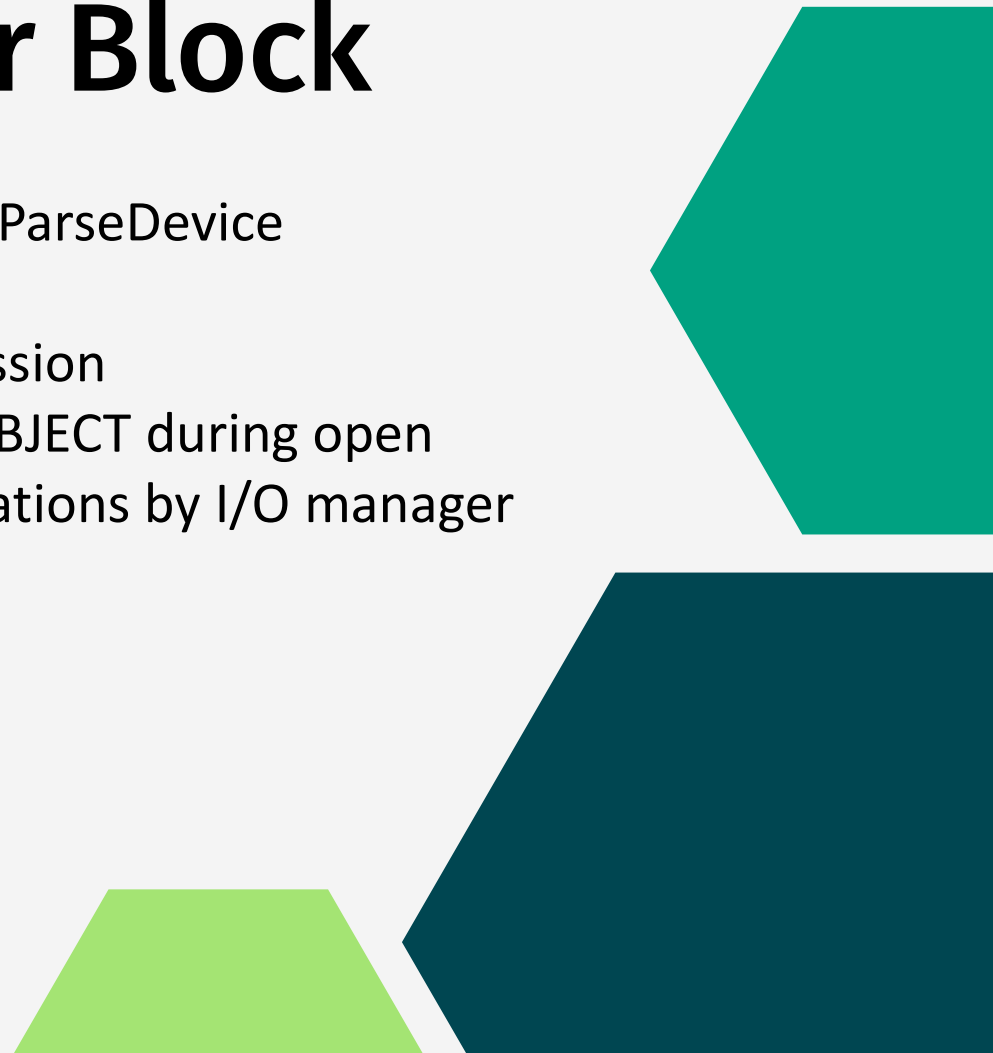 r Block
ParseDevice
ssion
BJECT during open
ations by I/O manager